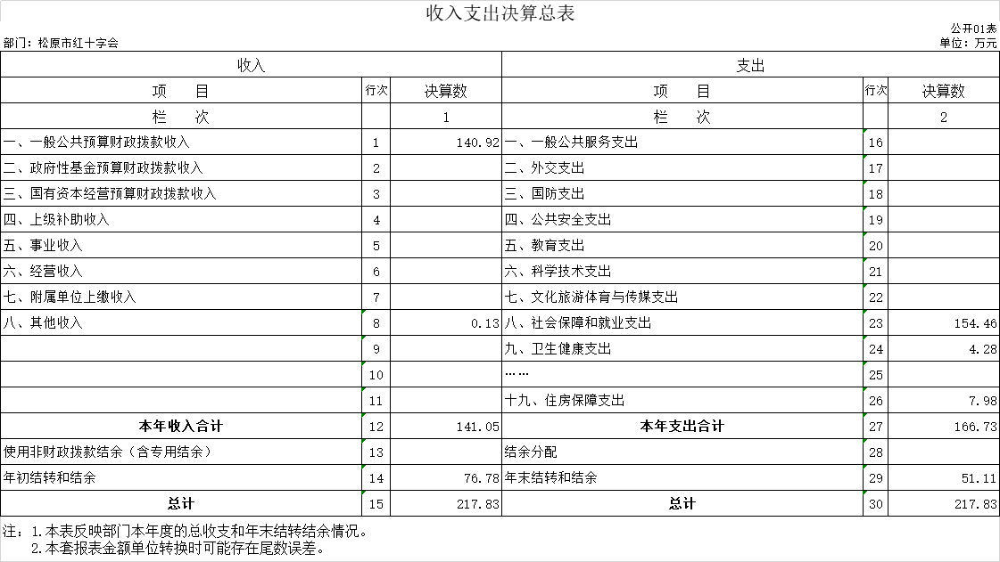 收入支出决算总表
公开01表
部门：松原市红十字会 单位：万元
收入 支出
项 目 行次 决算数 项 目 行次 决算数
栏 次 1 栏 次 2
一、一般公共预算财政拨款收入 1 140.92 一、一般公共服务支出 16
二、政府性基金预算财政拨款收入 2 二、外交支出 17
三、国有资本经营预算财政拨款收入 3 三、国防支出 18
四、上级补助收入 4 四、公共安全支出 19
五、事业收入 5 五、教育支出 20
六、经营收入 6 六、科学技术支出 21
七、附属单位上缴收入 7 七、文化旅游体育与传媒支出 22
八、其他收入 8 0.13 八、社会保障和就业支出 23 154.46
9 九、卫生健康支出 24 4.28
10 …… 25
11 十九、住房保障支出 26 7.98
本年收入合计 12 141.05 本年支出合计 27 166.73
使用非财政拨款结余（含专用结余） 13 结余分配 28
年初结转和结余 14 76.78 年末结转和结余 29 51.11
总计 15 217.83 总计 30 217.83
注：1.本表反映部门本年度的总收支和年末结转结余情况。
2.本套报表金额单位转换时可能存在尾数误差。